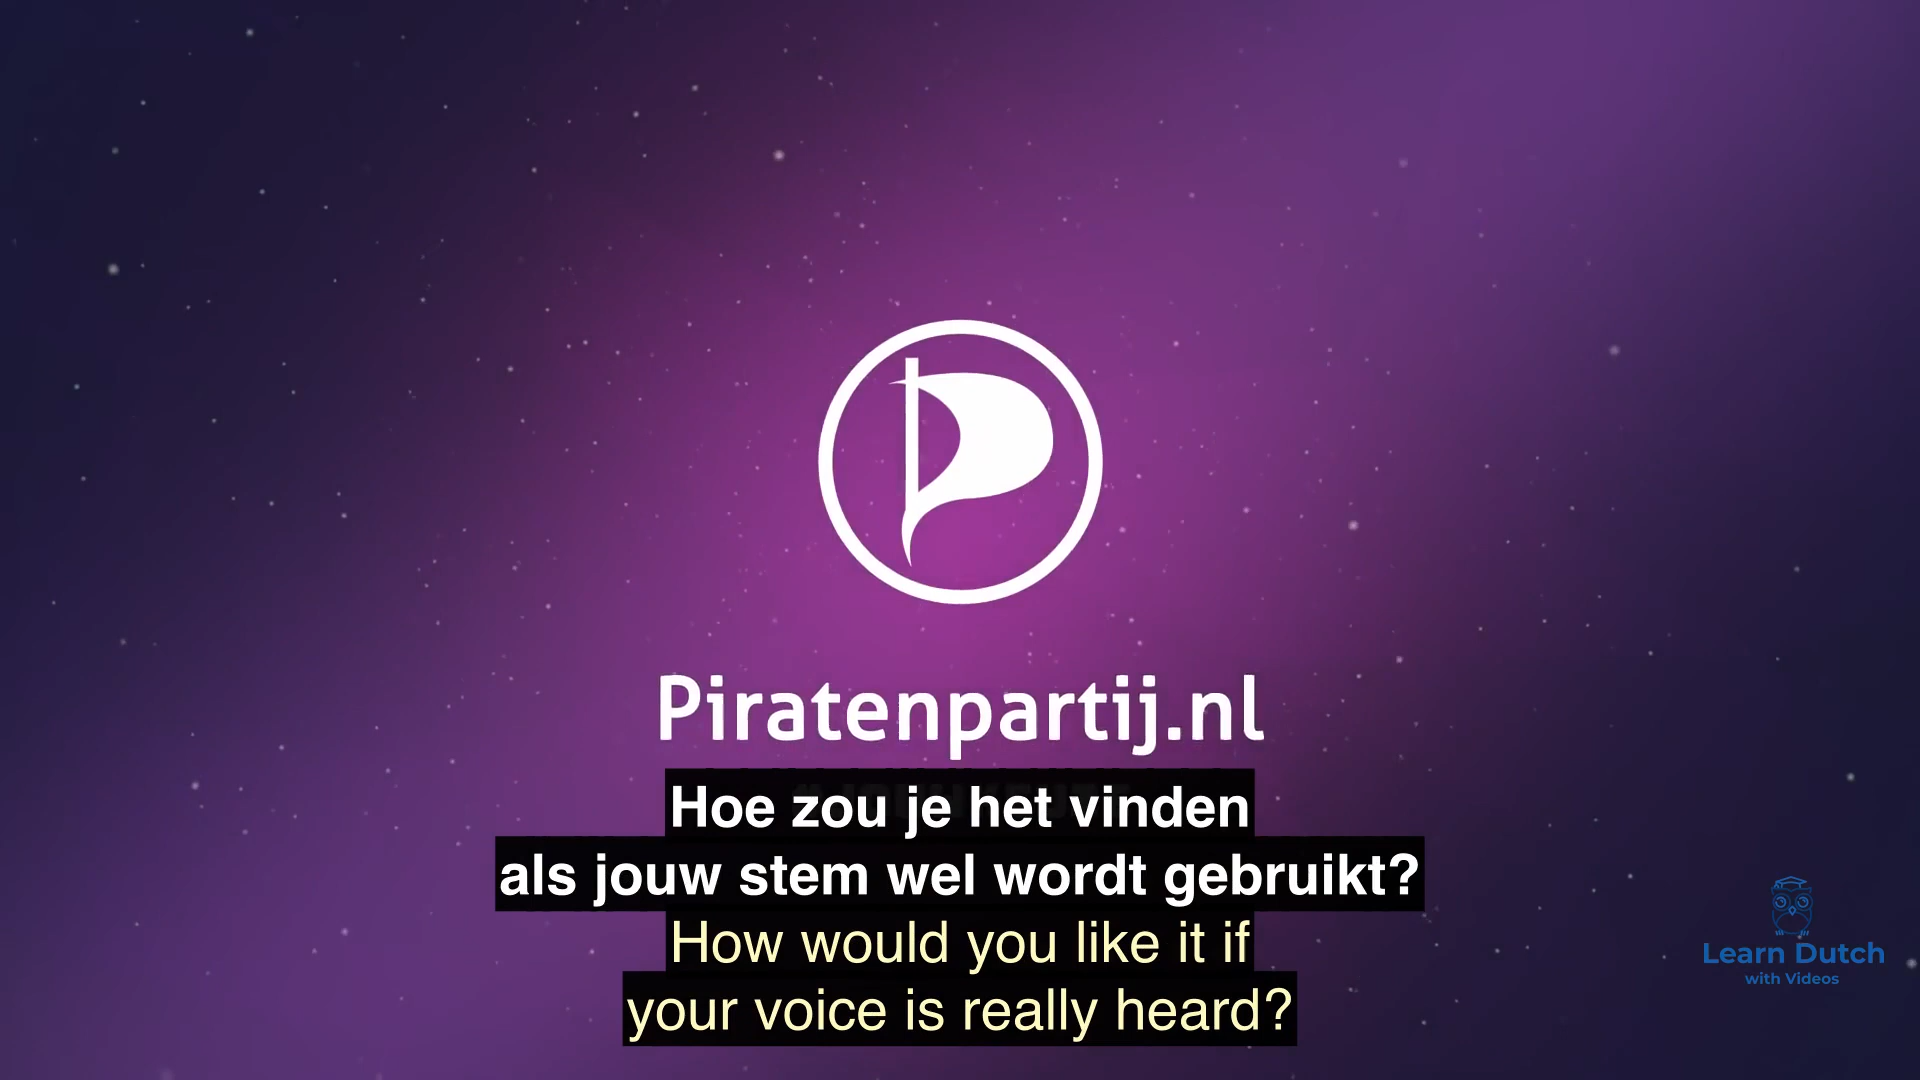 Piratenpartij.nl
Hoe zou je het vinden
als jouw stem wel wordt gebruikt?
How would you like it if
your voice is really heard?
Learn Dutch
with Videos